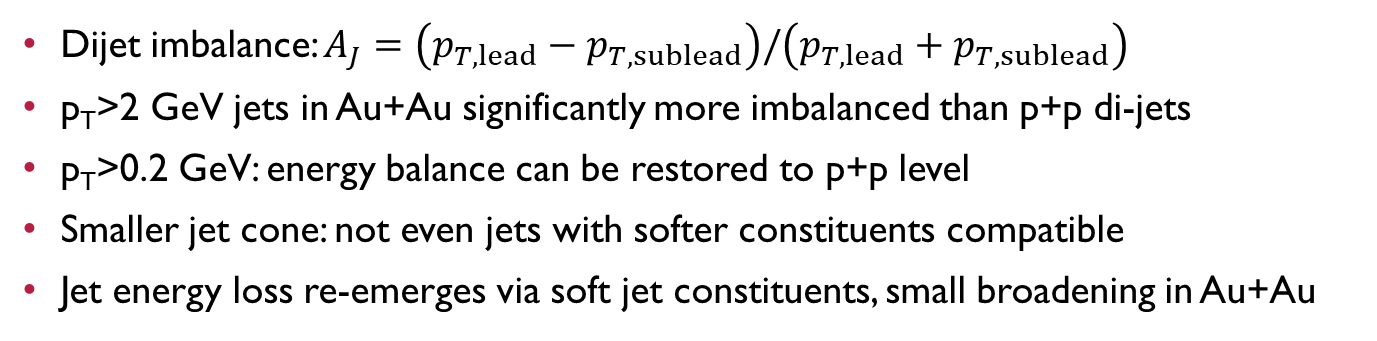 • Dijet imbalance: A_J = (p_T,lead − p_T,sublead)/(p_T,lead + p_T,sublead)
• p_T>2 GeV jets in Au+Au significantly more imbalanced than p+p di-jets
• p_T>0.2 GeV: energy balance can be restored to p+p level
• Smaller jet cone: not even jets with softer constituents compatible
• Jet energy loss re-emerges via soft jet constituents, small broadening in Au+Au